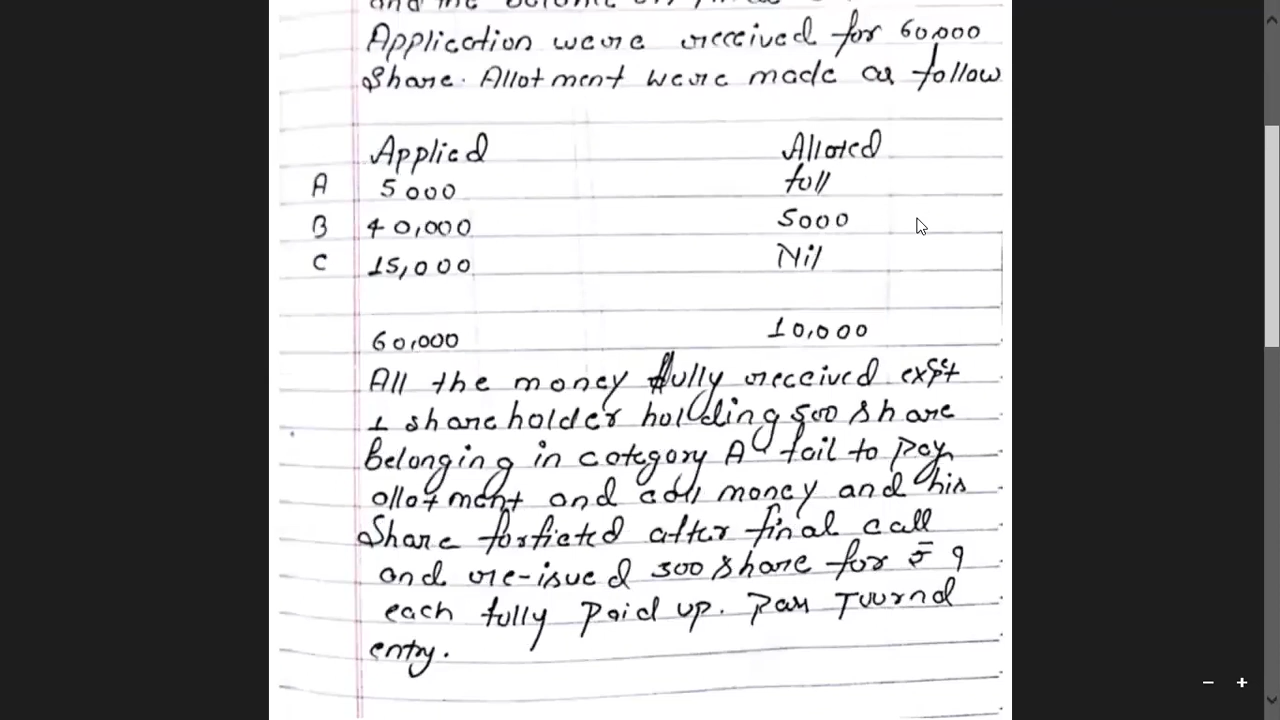 Application were received for 60,000
Share. Allotment were made as follow
Applied Alloted
A 5000 full
B 40,000 5000
C 15,000 Nil
60,000 10,000
All the money fully received
1 shareholder holding 500 share
Belonging in category A fail to pay
allotment and call money and his
Share forfieted after final call
and re-issued 300 share for ₹ 9
each fully paid up. Pass
entry.